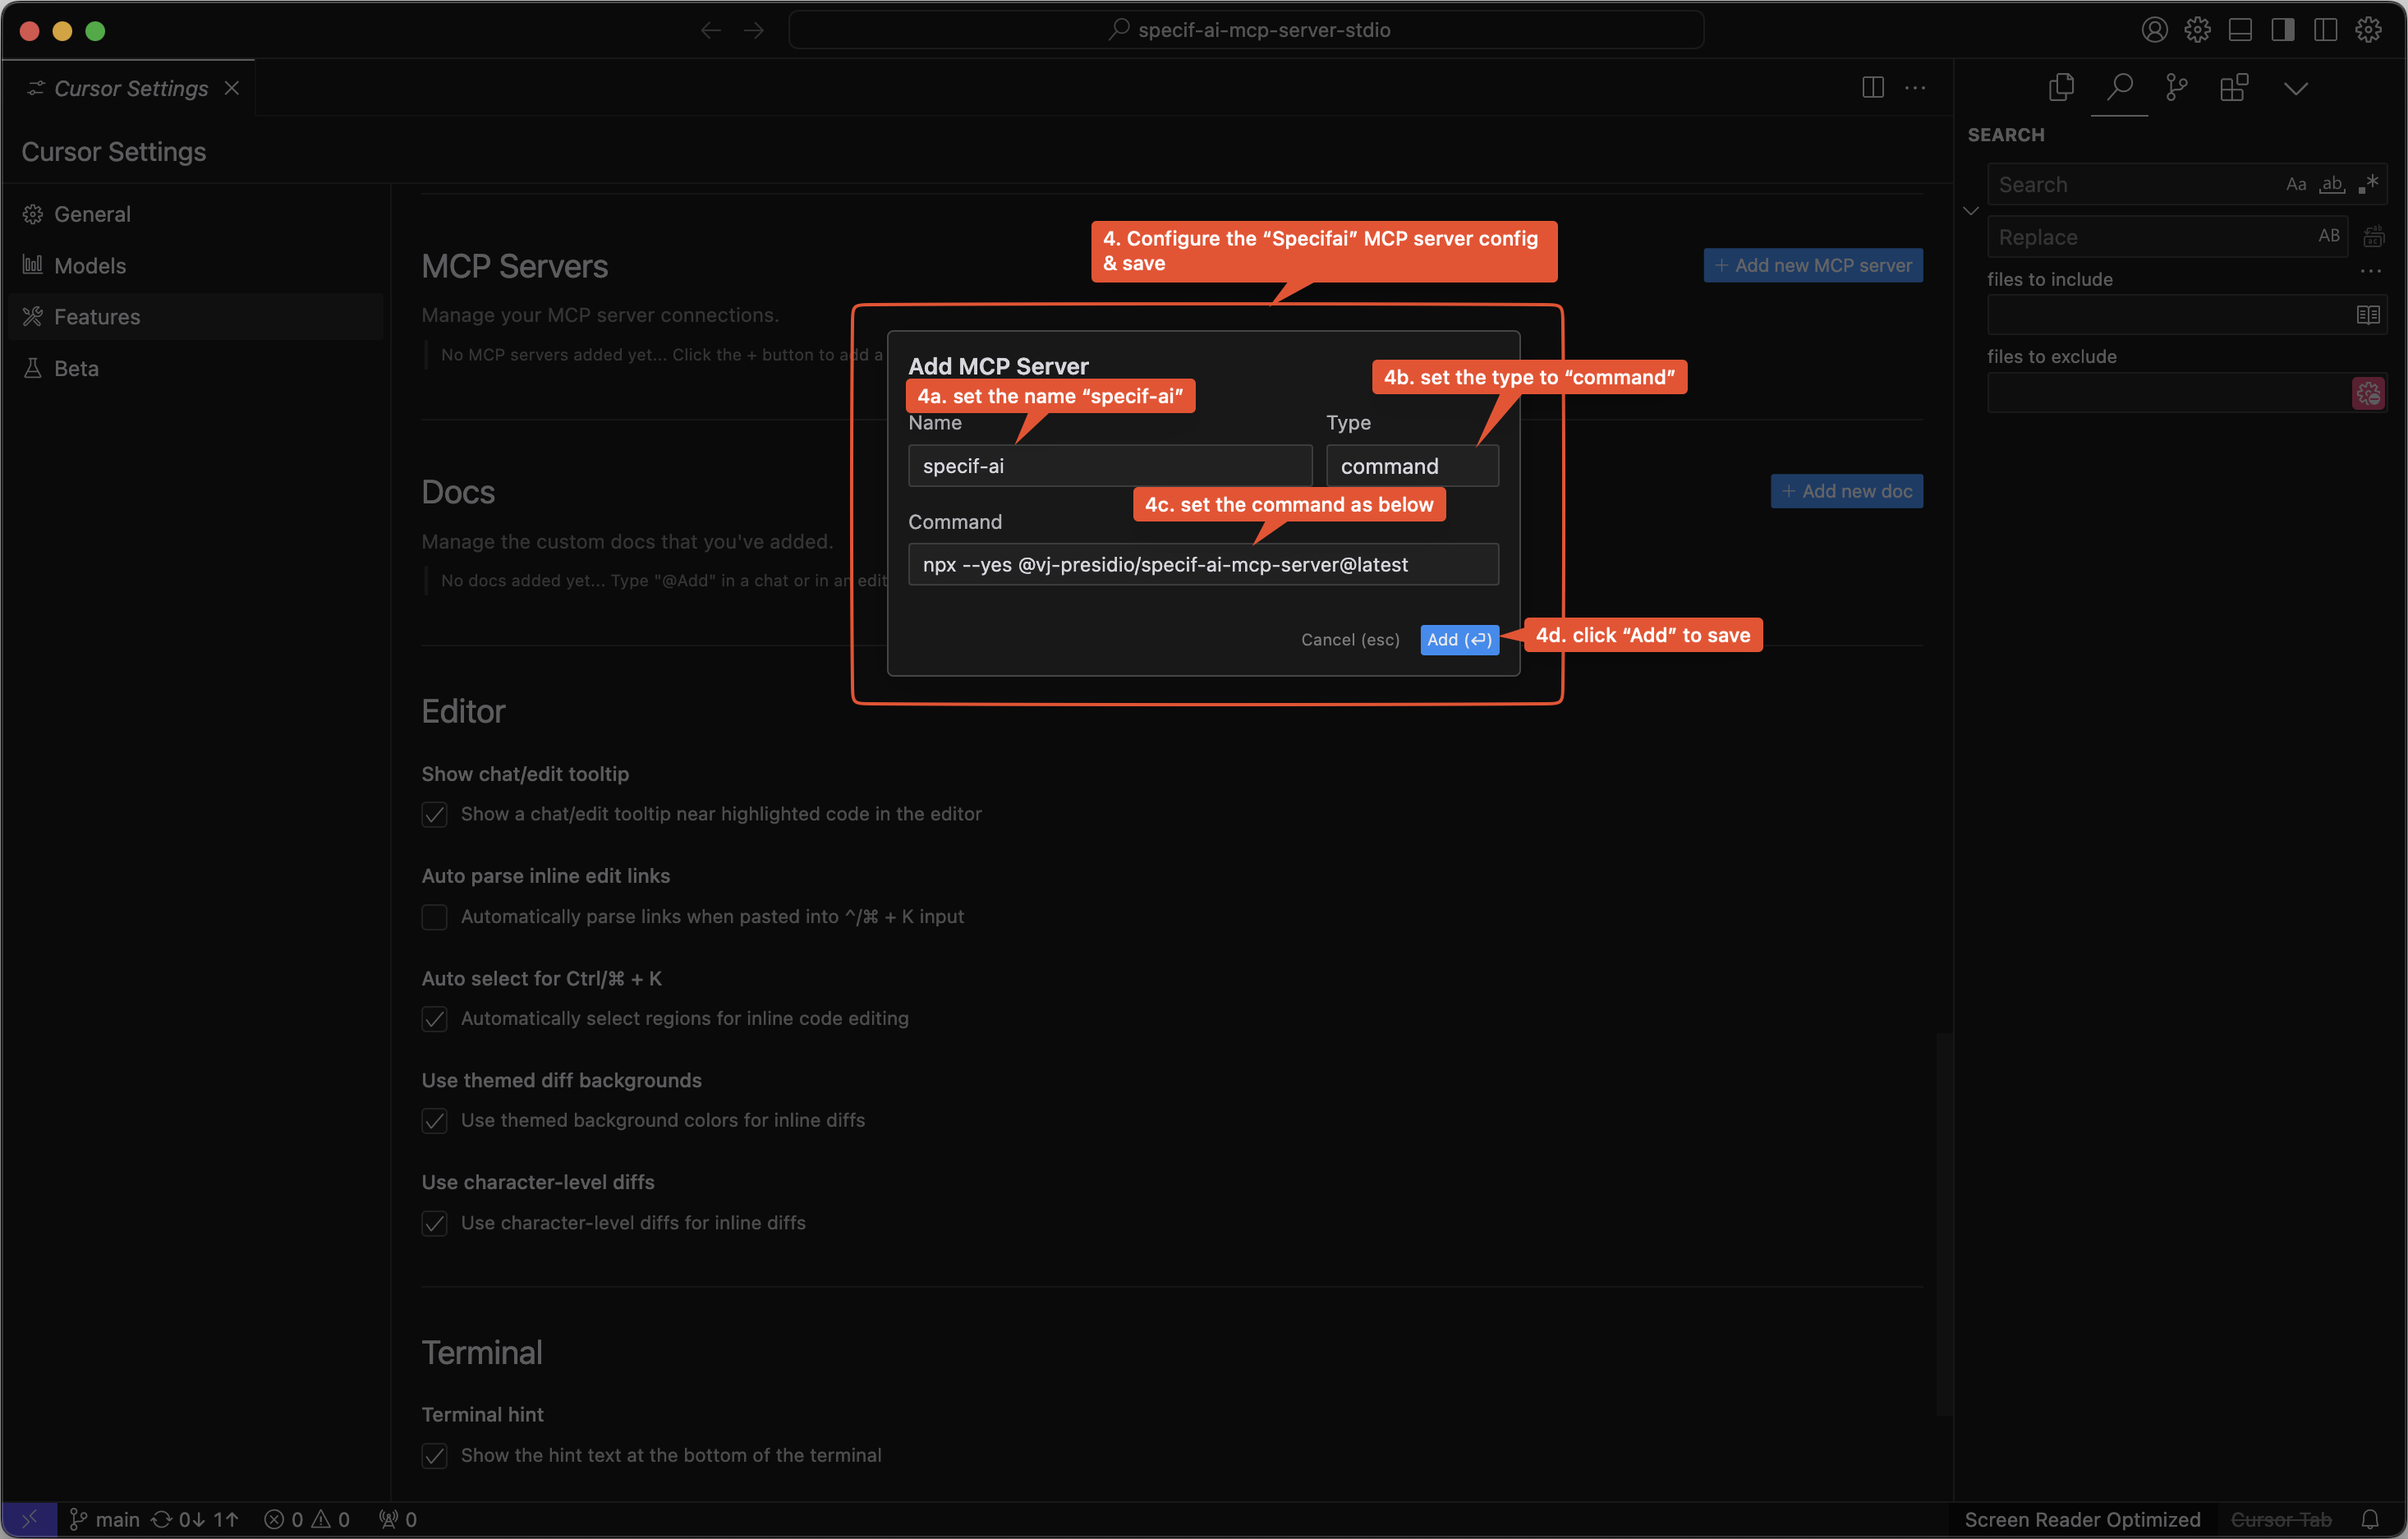 specif-ai-mcp-server-stdio
Cursor Settings
Cursor Settings
General
Models
Features
Beta
MCP Servers
Manage your MCP server connections.
No MCP servers added yet... Click the + button to add a
+ Add new MCP server
4. Configure the “Specifai” MCP server config
& save
Add MCP Server
4a. set the name “specif-ai”
4b. set the type to “command”
Name
Type
specif-ai
command
4c. set the command as below
Command
npx --yes @vj-presidio/specif-ai-mcp-server@latest
Cancel (esc)
Add (⏎)
4d. click “Add” to save
Docs
Manage the custom docs that you've added.
No docs added yet... Type "@Add" in a chat or in an edit
+ Add new doc
Editor
Show chat/edit tooltip
Show a chat/edit tooltip near highlighted code in the editor
Auto parse inline edit links
Automatically parse links when pasted into ^/⌘ + K input
Auto select for Ctrl/⌘ + K
Automatically select regions for inline code editing
Use themed diff backgrounds
Use themed background colors for inline diffs
Use character-level diffs
Use character-level diffs for inline diffs
Terminal
Terminal hint
Show the hint text at the bottom of the terminal
SEARCH
Search
Aa
ab
Replace
AB
files to include
files to exclude
main
0↓ 1↑
0
0
0
Screen Reader Optimized
Cursor Tab